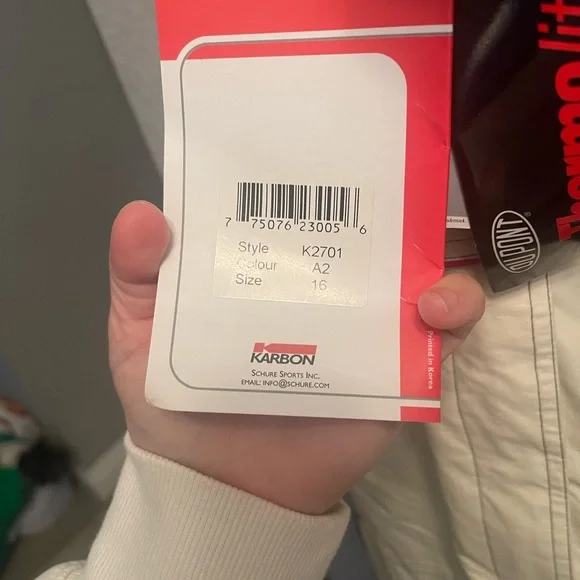 7 75076 23005 6
Style K2701
Colour A2
Size 16
KARBON
SCHURE SPORTS INC.
EMAIL: INFO@SCHURE.COM
Printed in Korea
DUPONT